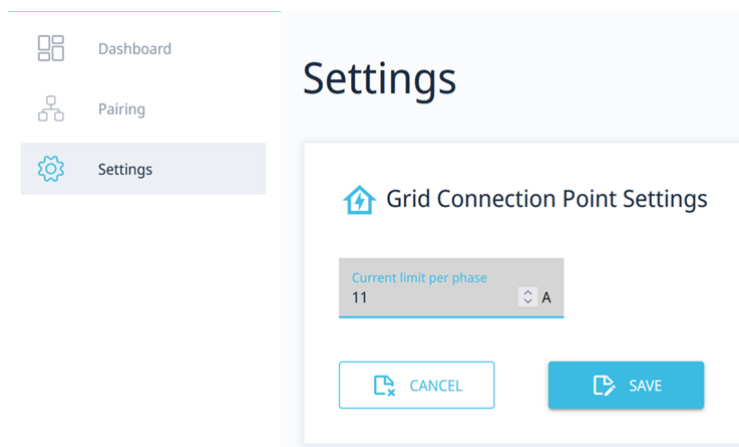 Dashboard
Pairing
Settings
Settings
Grid Connection Point Settings
Current limit per phase
11 A
CANCEL SAVE